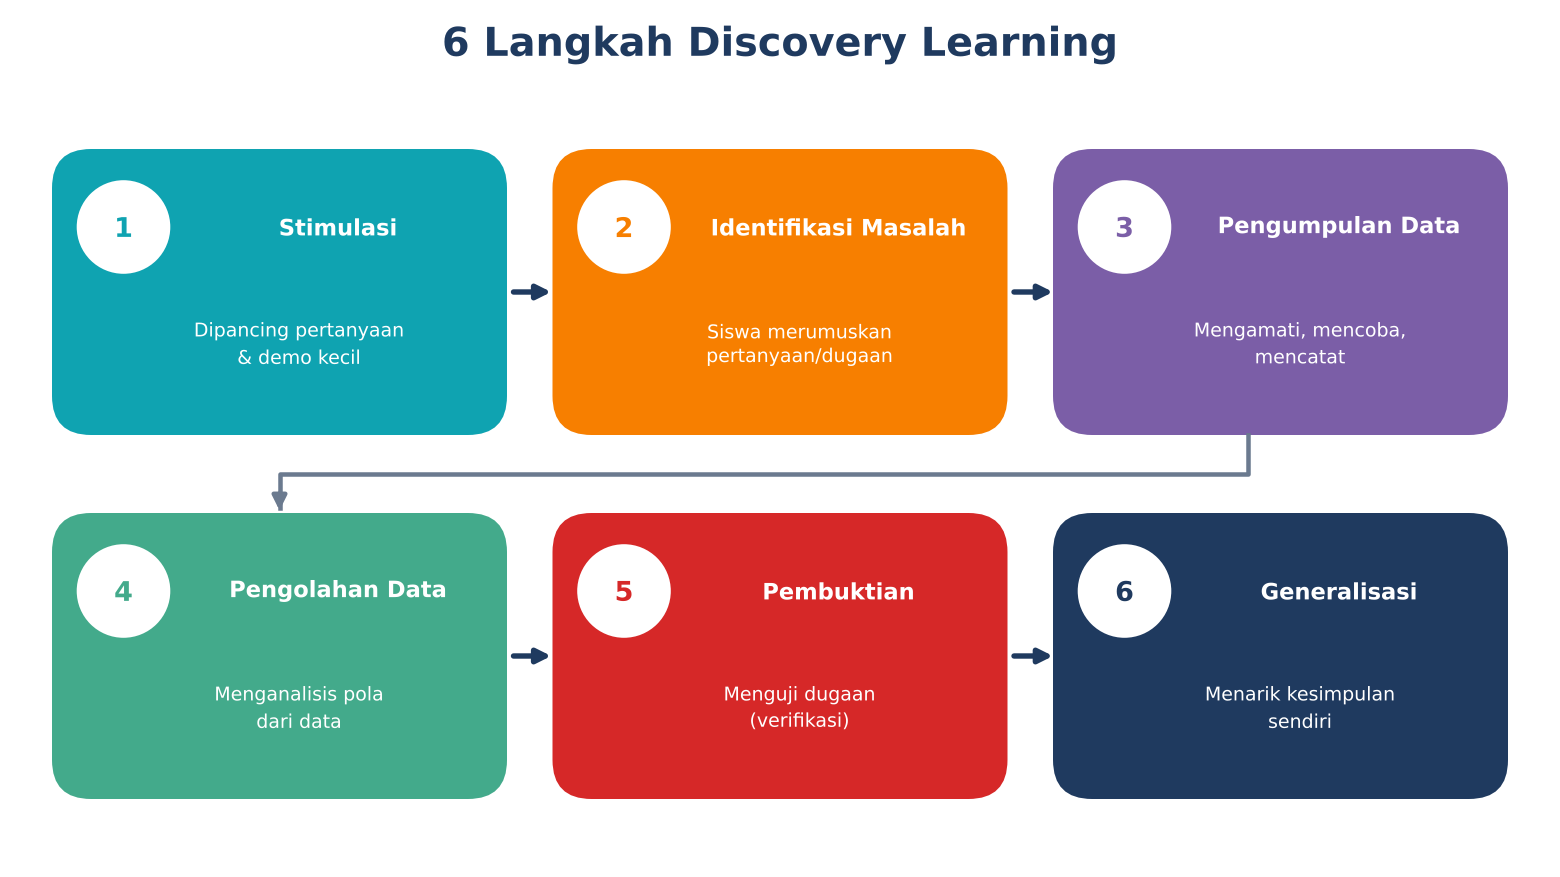 6 Langkah Discovery Learning
1
Stimulasi
Dipancing pertanyaan
& demo kecil
2
Identifikasi Masalah
Siswa merumuskan
pertanyaan/dugaan
3
Pengumpulan Data
Mengamati, mencoba,
mencatat
4
Pengolahan Data
Menganalisis pola
dari data
5
Pembuktian
Menguji dugaan
(verifikasi)
6
Generalisasi
Menarik kesimpulan
sendiri